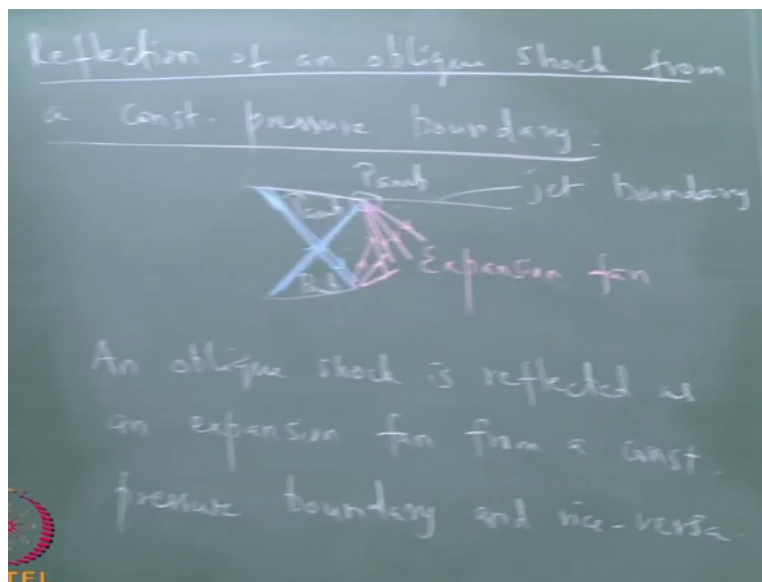 Reflection of an oblique shock from
a const. pressure boundary.
Pamb
jet boundary
Pamb
Expansion fan
An oblique shock is reflected as
an expansion fan from a const.
pressure boundary and vice-versa.